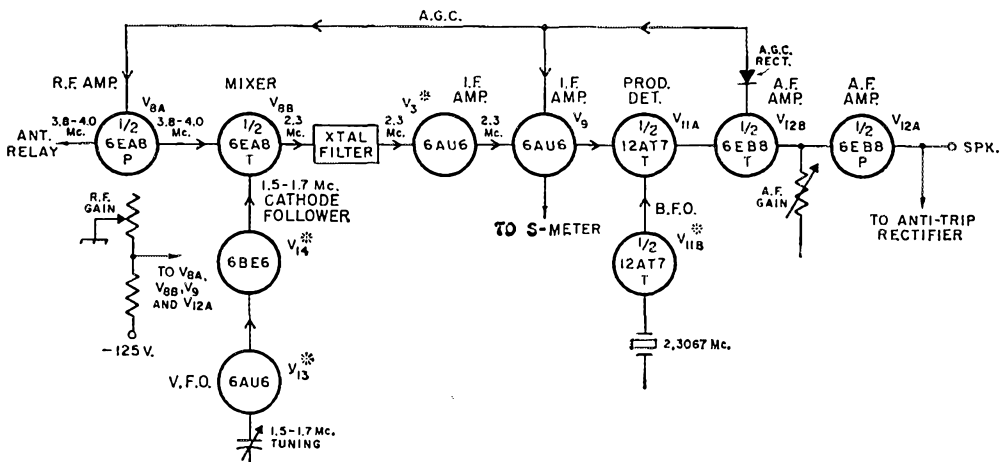 A.G.C.
A.G.C.
RECT.
R.F. AMP.
MIXER
I.F.
AMP.
I.F.
AMP.
PROD.
DET.
A.F.
AMP.
A.F.
AMP.
V8A
V8B
V3*
V9
V11A
V12B
V12A
ANT.
RELAY
3.8-4.0
Mc.
1/2
6EA8
P
3.8-4.0
Mc.
1/2
6EA8
T
2.3
Mc.
XTAL
FILTER
2.3
Mc.
6AU6
2.3
Mc.
6AU6
1/2
12AT7
T
1/2
6EB8
T
1/2
6EB8
P
SPK.
1.5-1.7 Mc.
CATHODE
FOLLOWER
R.F.
GAIN
TO V8A,
V8B, V9
AND V12A
-125 V.
6BE6
V14*
TO S-METER
B.F.O.
1/2
12AT7
T
V11B*
A.F.
GAIN
TO ANTI-TRIP
RECTIFIER
2.3067 Mc.
V.F.O.
6AU6
V13*
1.5-1.7 Mc.
TUNING